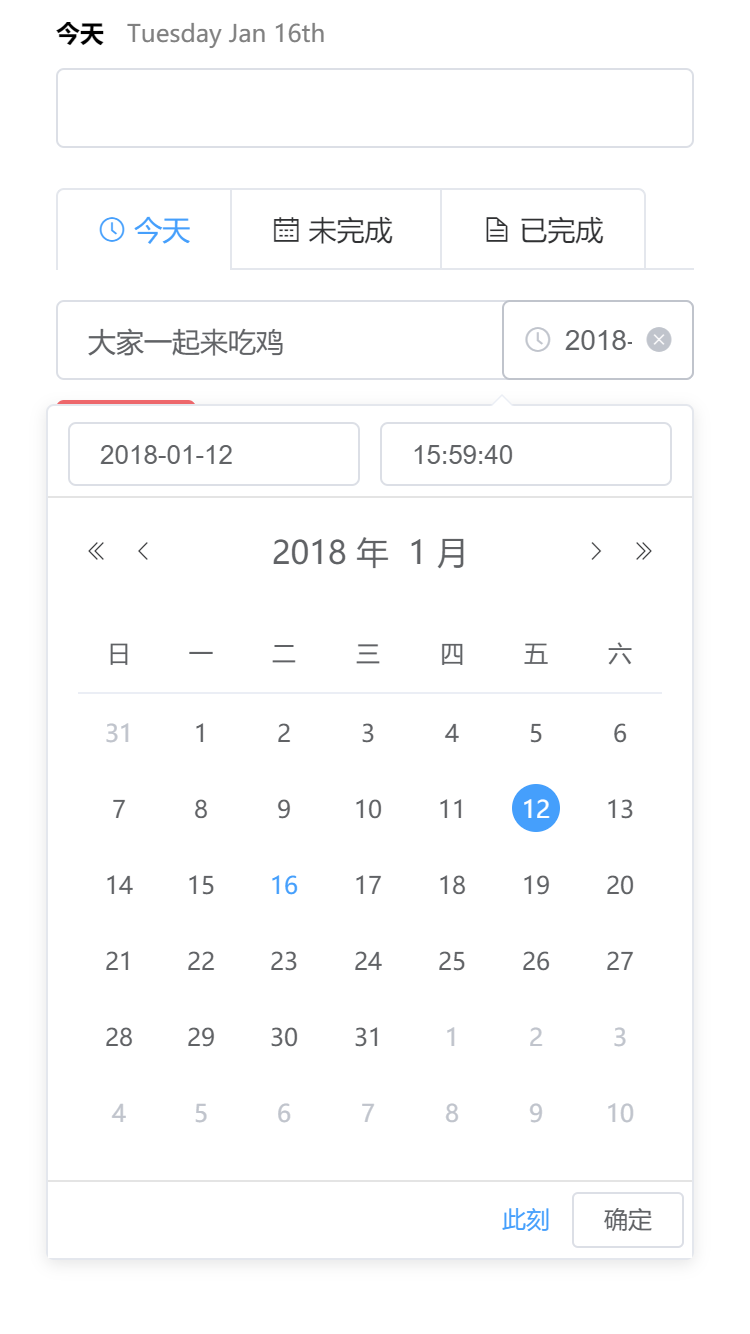 今天 Tuesday Jan 16th
今天 未完成 已完成
大家一起来吃鸡 2018-
2018-01-12 15:59:40
2018 年 1 月
日 一 二 三 四 五 六
31 1 2 3 4 5 6
7 8 9 10 11 12 13
14 15 16 17 18 19 20
21 22 23 24 25 26 27
28 29 30 31 1 2 3
4 5 6 7 8 9 10
此刻 确定